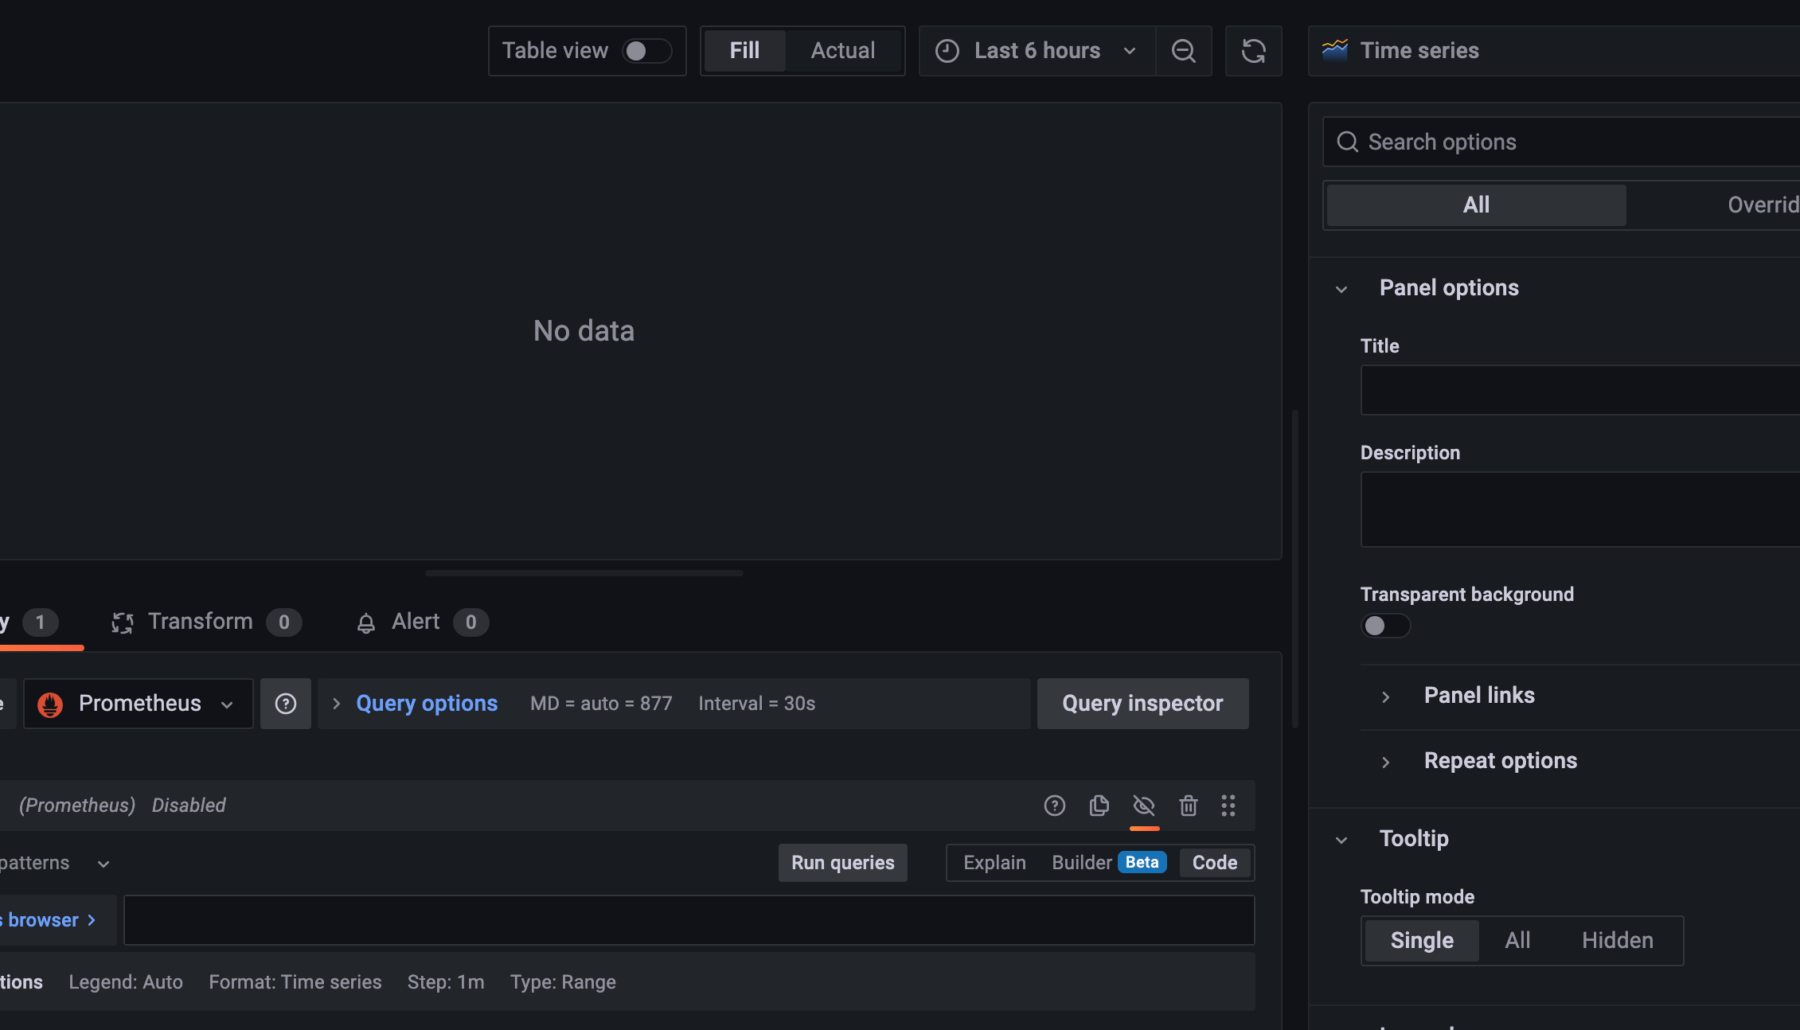 Table view Fill Actual Last 6 hours Time series
Search options
All Overrid
Panel options
No data
Title
Description
Transparent background
y 1 Transform 0 Alert 0
Panel links
e Prometheus Query options MD = auto = 877 Interval = 30s Query inspector
Repeat options
(Prometheus) Disabled
Tooltip
patterns Run queries Explain Builder Beta Code
Tooltip mode
s browser >
Single All Hidden
tions Legend: Auto Format: Time series Step: 1m Type: Range